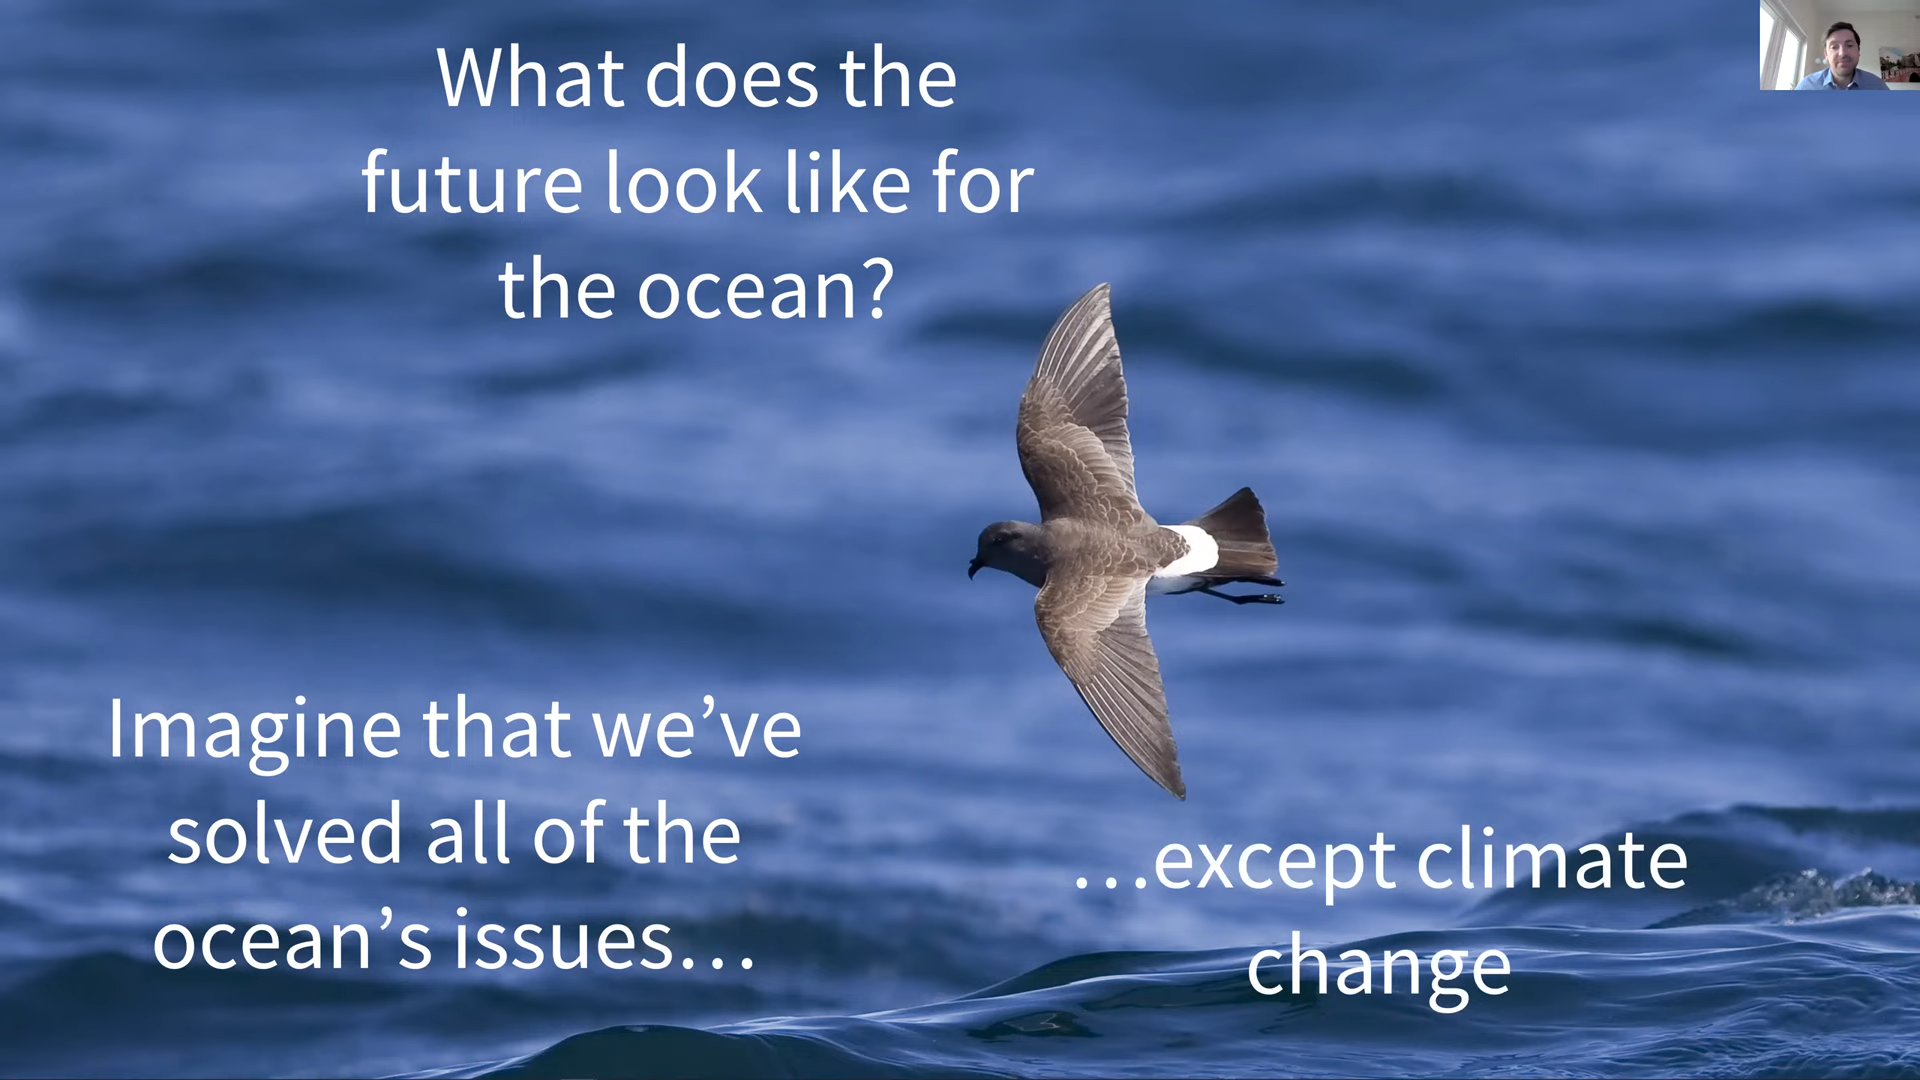 What does the
future look like for
the ocean?
Imagine that we’ve
solved all of the
ocean’s issues…
…except climate
change